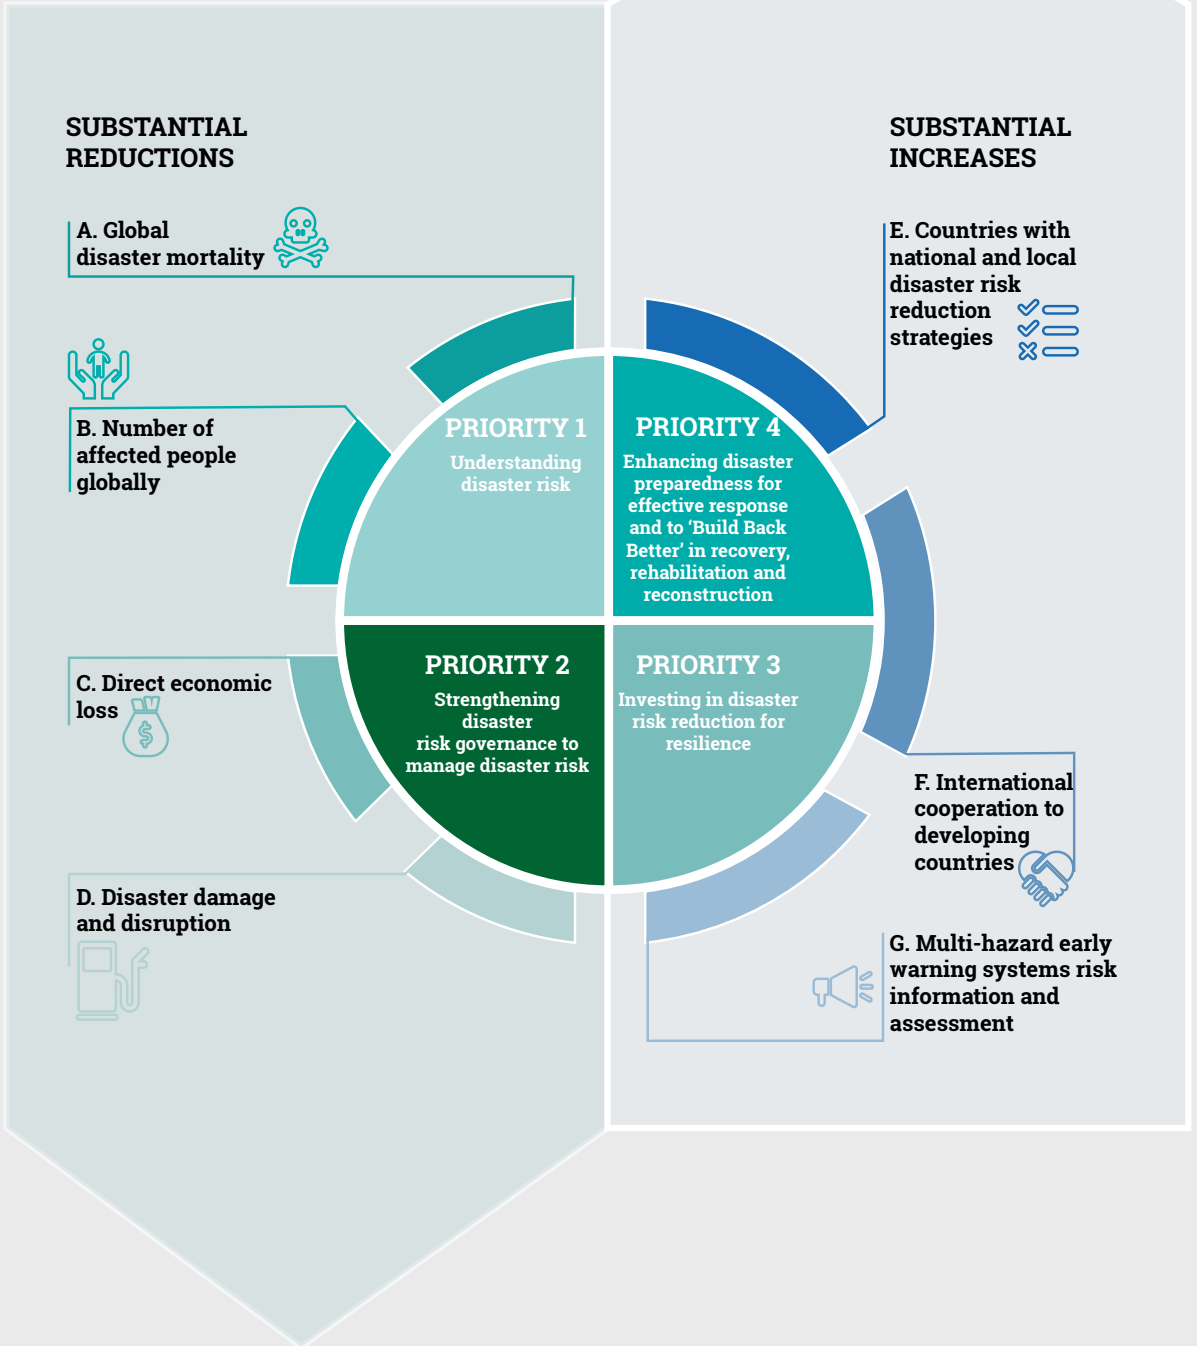 SUBSTANTIAL
REDUCTIONS
A. Global
disaster mortality
B. Number of
affected people
globally
C. Direct economic
loss
$
D. Disaster damage
and disruption
PRIORITY 1
Understanding
disaster risk
PRIORITY 4
Enhancing disaster
preparedness for
effective response
and to ‘Build Back
Better’ in recovery,
rehabilitation and
reconstruction
PRIORITY 2
Strengthening
disaster
risk governance to
manage disaster risk
PRIORITY 3
Investing in disaster
risk reduction for
resilience
SUBSTANTIAL
INCREASES
E. Countries with
national and local
disaster risk
reduction
strategies
F. International
cooperation to
developing
countries
G. Multi-hazard early
warning systems risk
information and
assessment